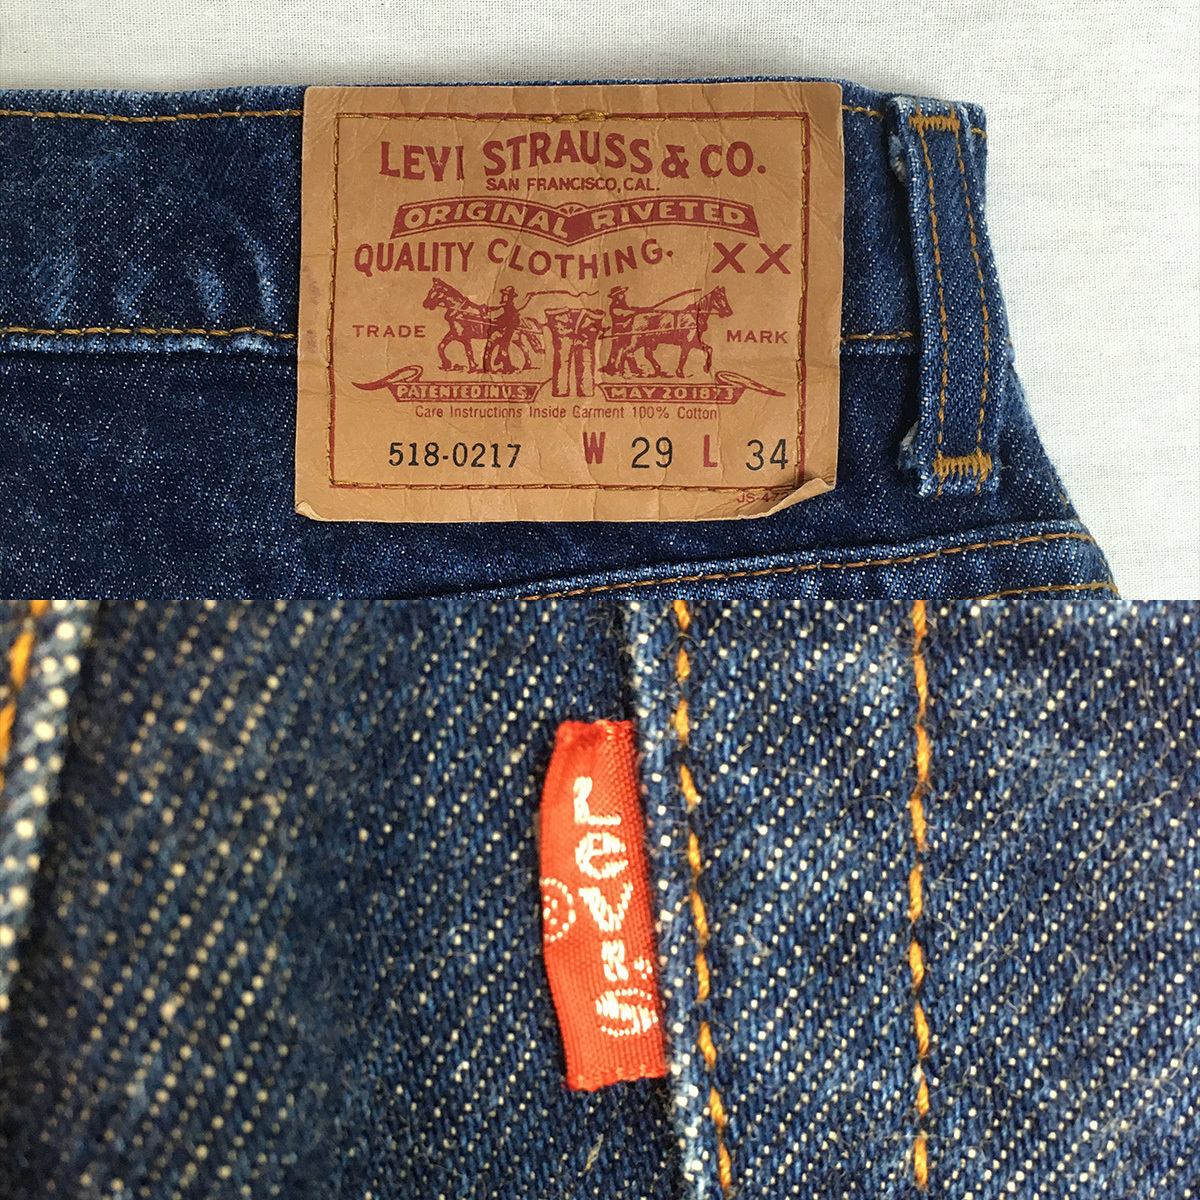 LEVI STRAUSS & CO.
SAN FRANCISCO, CAL.
ORIGINAL RIVETED
QUALITY CLOTHING. XX
TRADE MARK
PATENTED IN U.S. MAY 20 1873
Care Instructions Inside Garment 100% Cotton
518-0217 W 29 L 34
LEVI'S
®